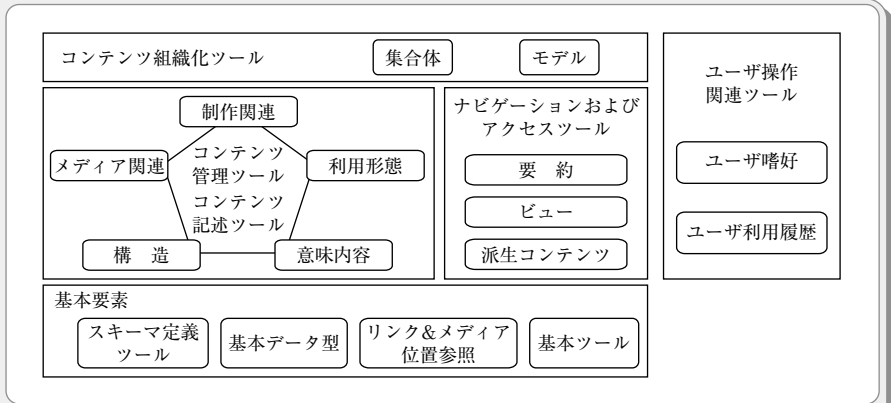 コンテンツ組織化ツール
集合体
モデル
制作関連
メディア関連
利用形態
コンテンツ
管理ツール
コンテンツ
記述ツール
構　造
意味内容
ナビゲーションおよび
アクセスツール
要　約
ビュー
派生コンテンツ
ユーザ操作
関連ツール
ユーザ嗜好
ユーザ利用履歴
基本要素
スキーマ定義
ツール
基本データ型
リンク&メディア
位置参照
基本ツール